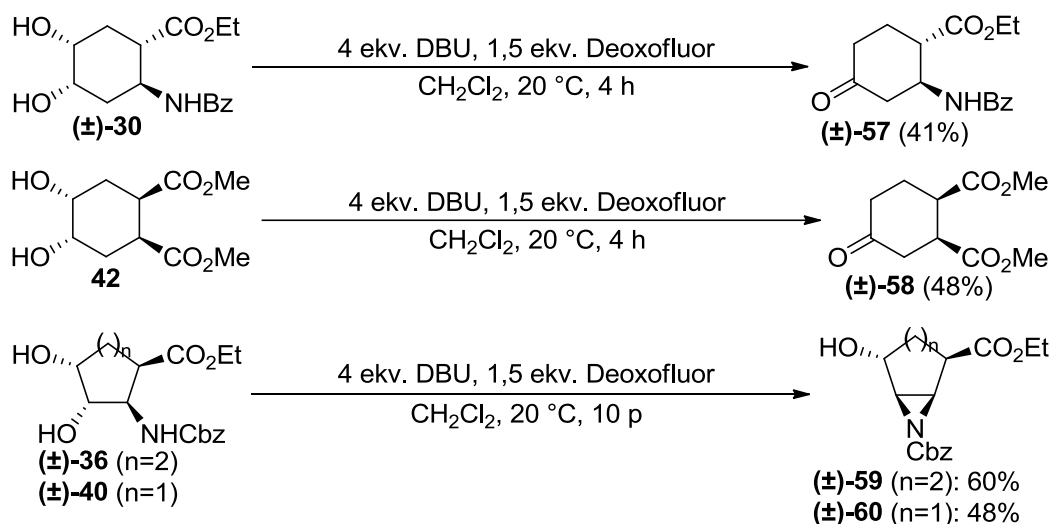 HO
CO₂Et
HO
NHBz
(±)-30
4 ekv. DBU, 1,5 ekv. Deoxofluor
CH₂Cl₂, 20 °C, 4 h
CO₂Et
O
NHBz
(±)-57 (41%)
HO
CO₂Me
HO
CO₂Me
42
4 ekv. DBU, 1,5 ekv. Deoxofluor
CH₂Cl₂, 20 °C, 4 h
CO₂Me
O
CO₂Me
(±)-58 (48%)
HO
( )n
CO₂Et
HO
NHCbz
(±)-36 (n=2)
(±)-40 (n=1)
4 ekv. DBU, 1,5 ekv. Deoxofluor
CH₂Cl₂, 20 °C, 10 p
HO
( )n
CO₂Et
N
Cbz
(±)-59 (n=2): 60%
(±)-60 (n=1): 48%